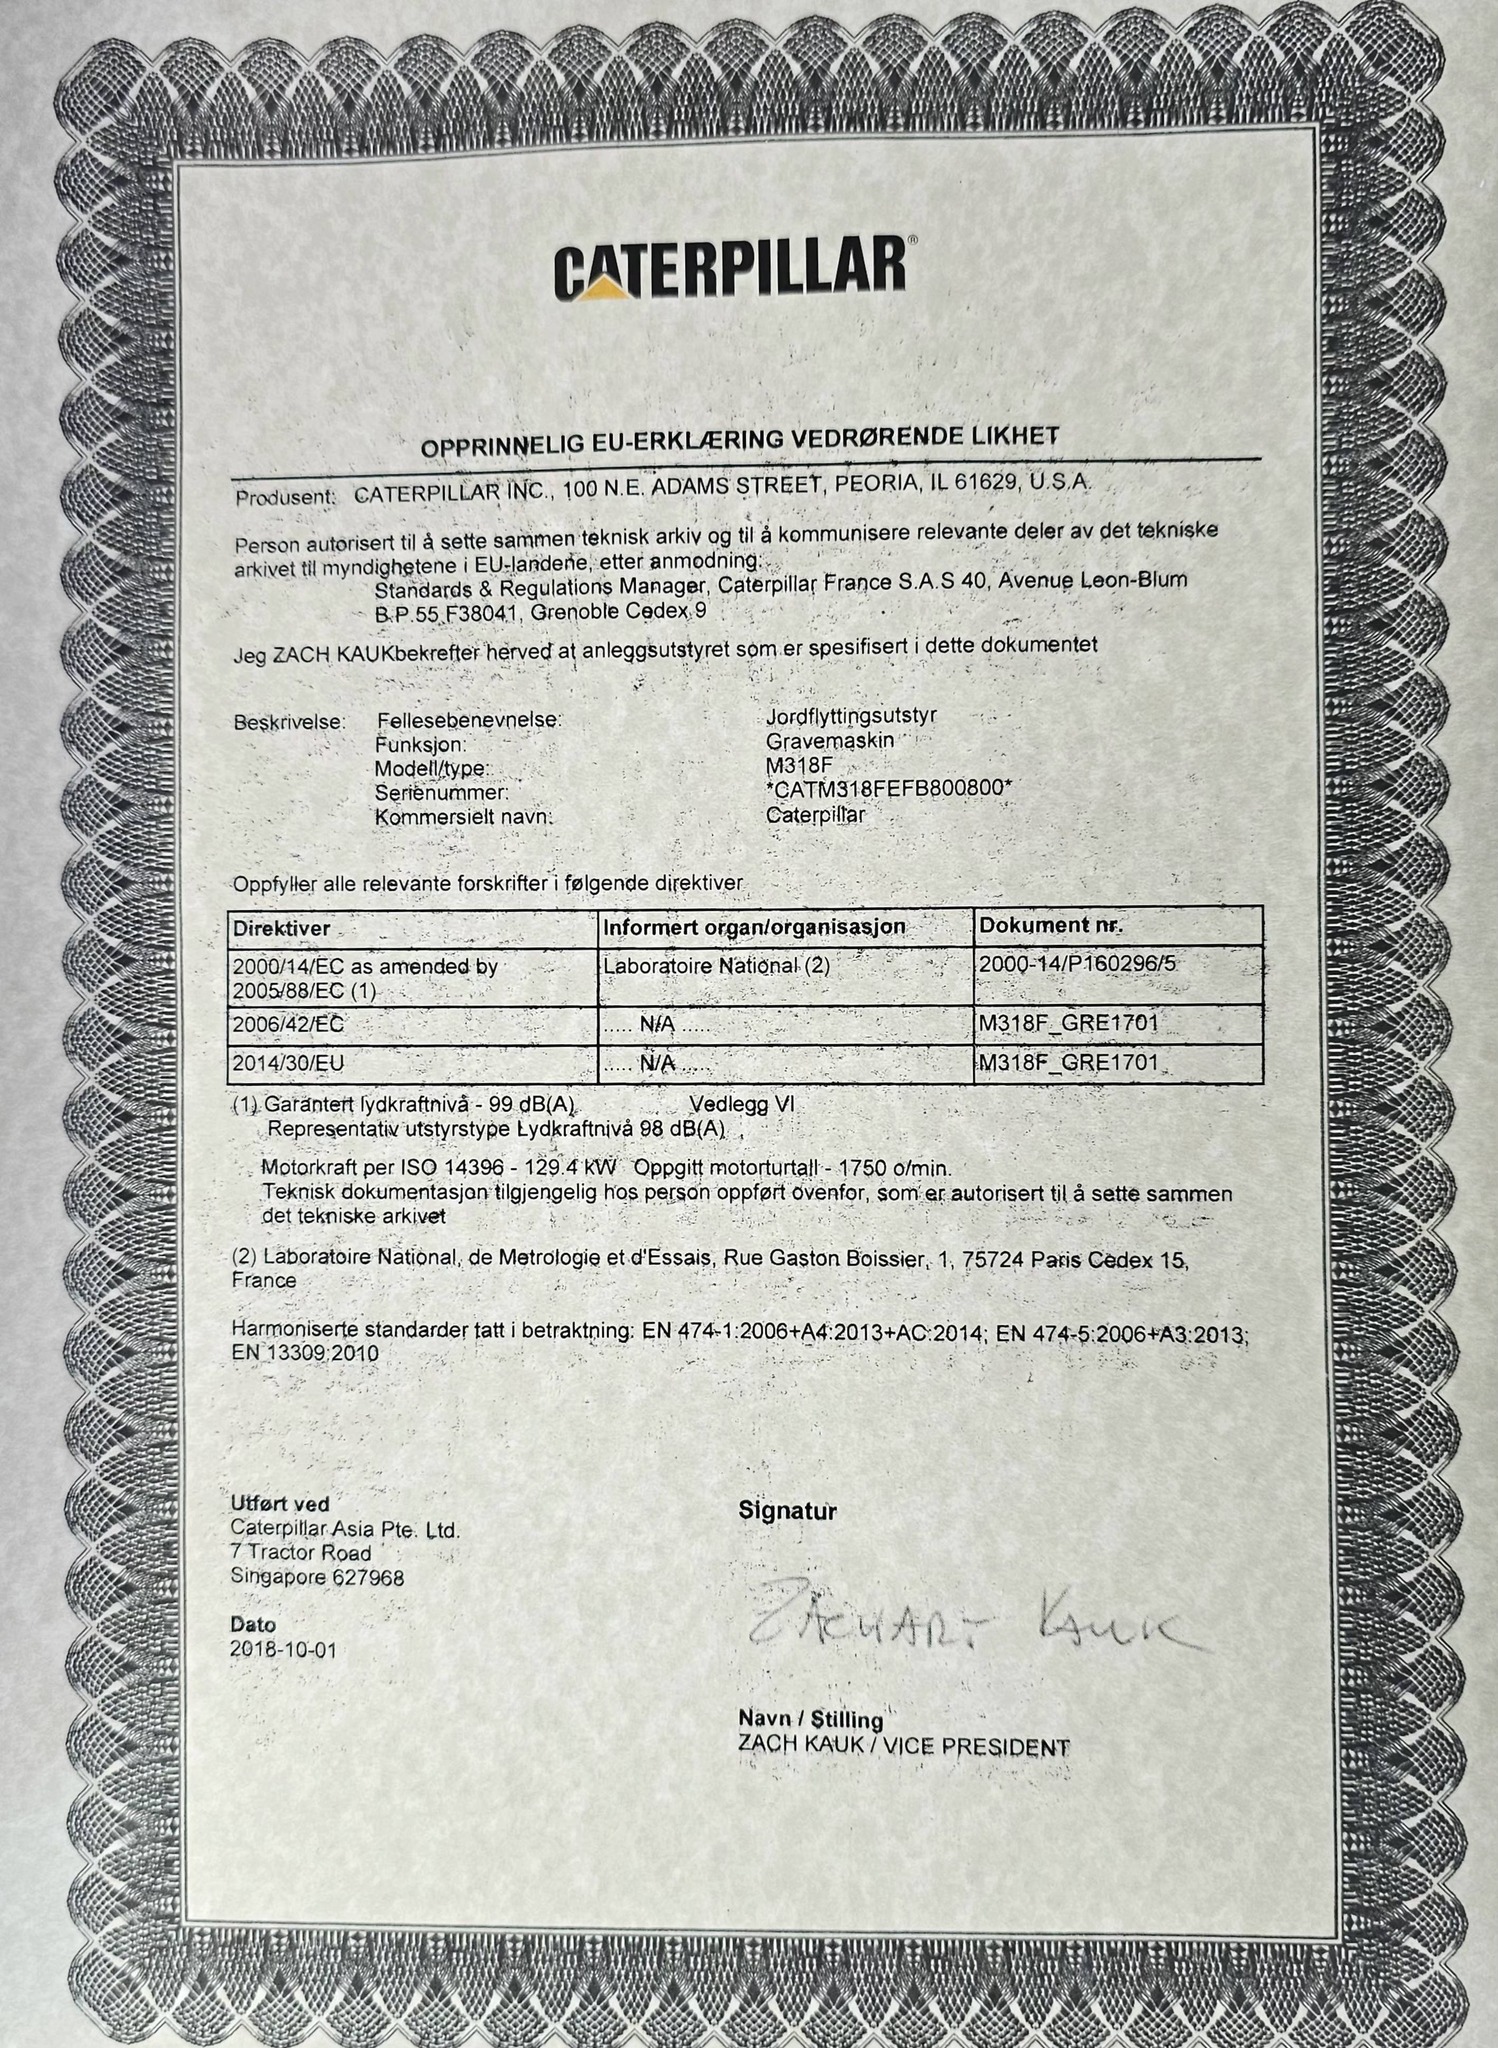 CATERPILLAR®
OPPRINNELIG EU-ERKLÆRING VEDRØRENDE LIKHET
Produsent: CATERPILLAR INC., 100 N.E. ADAMS STREET, PEORIA, IL 61629, U.S.A.
Person autorisert til å sette sammen teknisk arkiv og til å kommunisere relevante deler av det tekniske
arkivet til myndighetene i EU-landene, etter anmodning:
Standards & Regulations Manager, Caterpillar France S.A.S 40, Avenue Leon-Blum
B.P.55 F38041, Grenoble Cedex 9
Jeg ZACH KAUKbekrefter herved at anleggsutstyret som er spesifisert i dette dokumentet
Beskrivelse: Fellesebenevnelse: Jordflyttingsutstyr
Funksjon: Gravemaskin
Modell/type: M318F
Serienummer: *CATM318FEFB800800*
Kommersielt navn: Caterpillar
Oppfyller alle relevante forskrifter i følgende direktiver
Direktiver Informert organ/organisasjon Dokument nr.
2000/14/EC as amended by Laboratoire National (2) 2000-14/P160296/5
2005/88/EC (1)
2006/42/EC ..... N/A ..... M318F_GRE1701
2014/30/EU ..... N/A ..... M318F_GRE1701
(1) Garantert lydkraftnivå - 99 dB(A) Vedlegg VI
Representativ utstyrstype Lydkraftnivå 98 dB(A)
Motorkraft per ISO 14396 - 129.4 kW Oppgitt motorturtall - 1750 o/min.
Teknisk dokumentasjon tilgjengelig hos person oppført ovenfor, som er autorisert til å sette sammen
det tekniske arkivet
(2) Laboratoire National, de Metrologie et d'Essais, Rue Gaston Boissier, 1, 75724 Paris Cedex 15,
France
Harmoniserte standarder tatt i betraktning: EN 474-1:2006+A4:2013+AC:2014; EN 474-5:2006+A3:2013;
EN 13309:2010
Utført ved
Caterpillar Asia Pte. Ltd.
7 Tractor Road
Singapore 627968
Dato
2018-10-01
Signatur
ZACHARY KAUK
Navn / Stilling
ZACH KAUK / VICE PRESIDENT